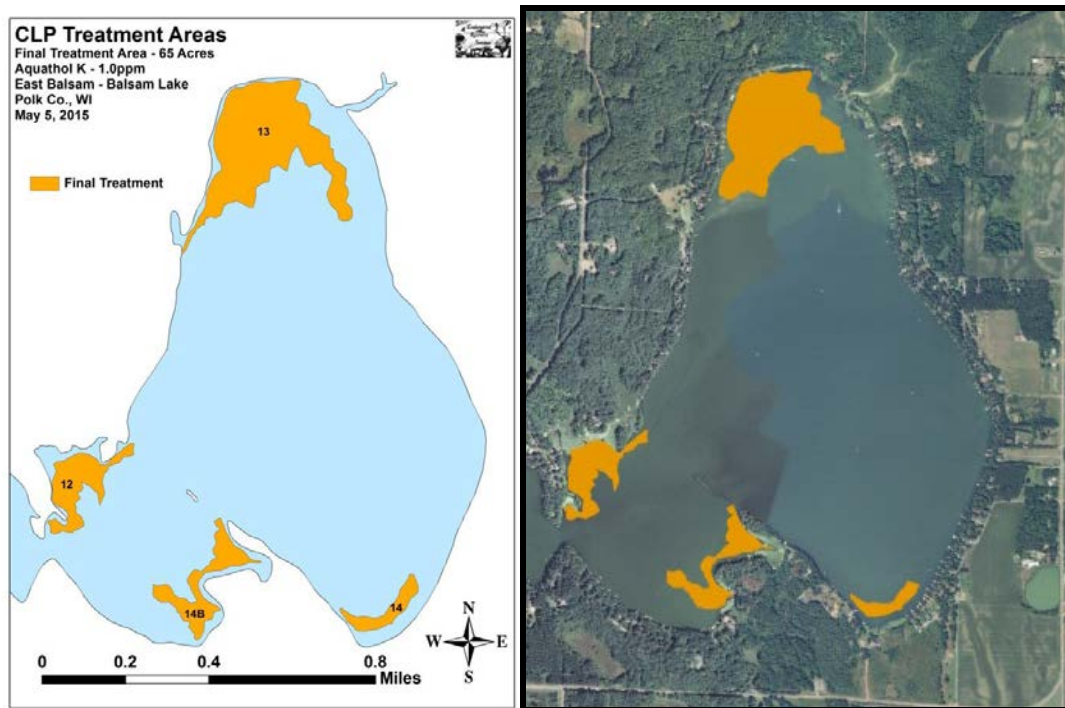 CLP Treatment Areas
Final Treatment Area - 65 Acres
Aquathol K - 1.0ppm
East Balsam - Balsam Lake
Polk Co., WI
May 5, 2015
13
Final Treatment
12
14B
14
N
W E
S
0 0.2 0.4 0.8
Miles